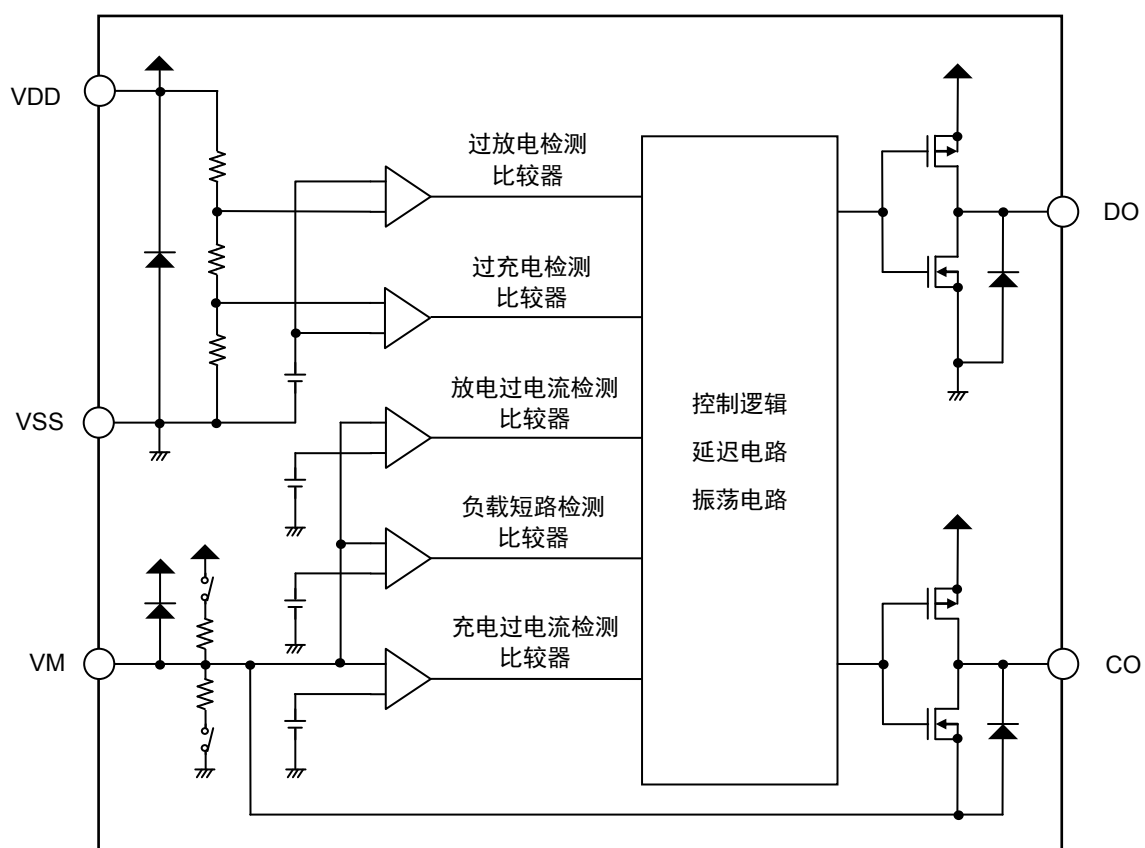 VDD
过放电检测
比较器
DO
过充电检测
比较器
VSS
放电过电流检测
比较器
控制逻辑
延迟电路
振荡电路
负载短路检测
比较器
VM
充电过电流检测
比较器
CO